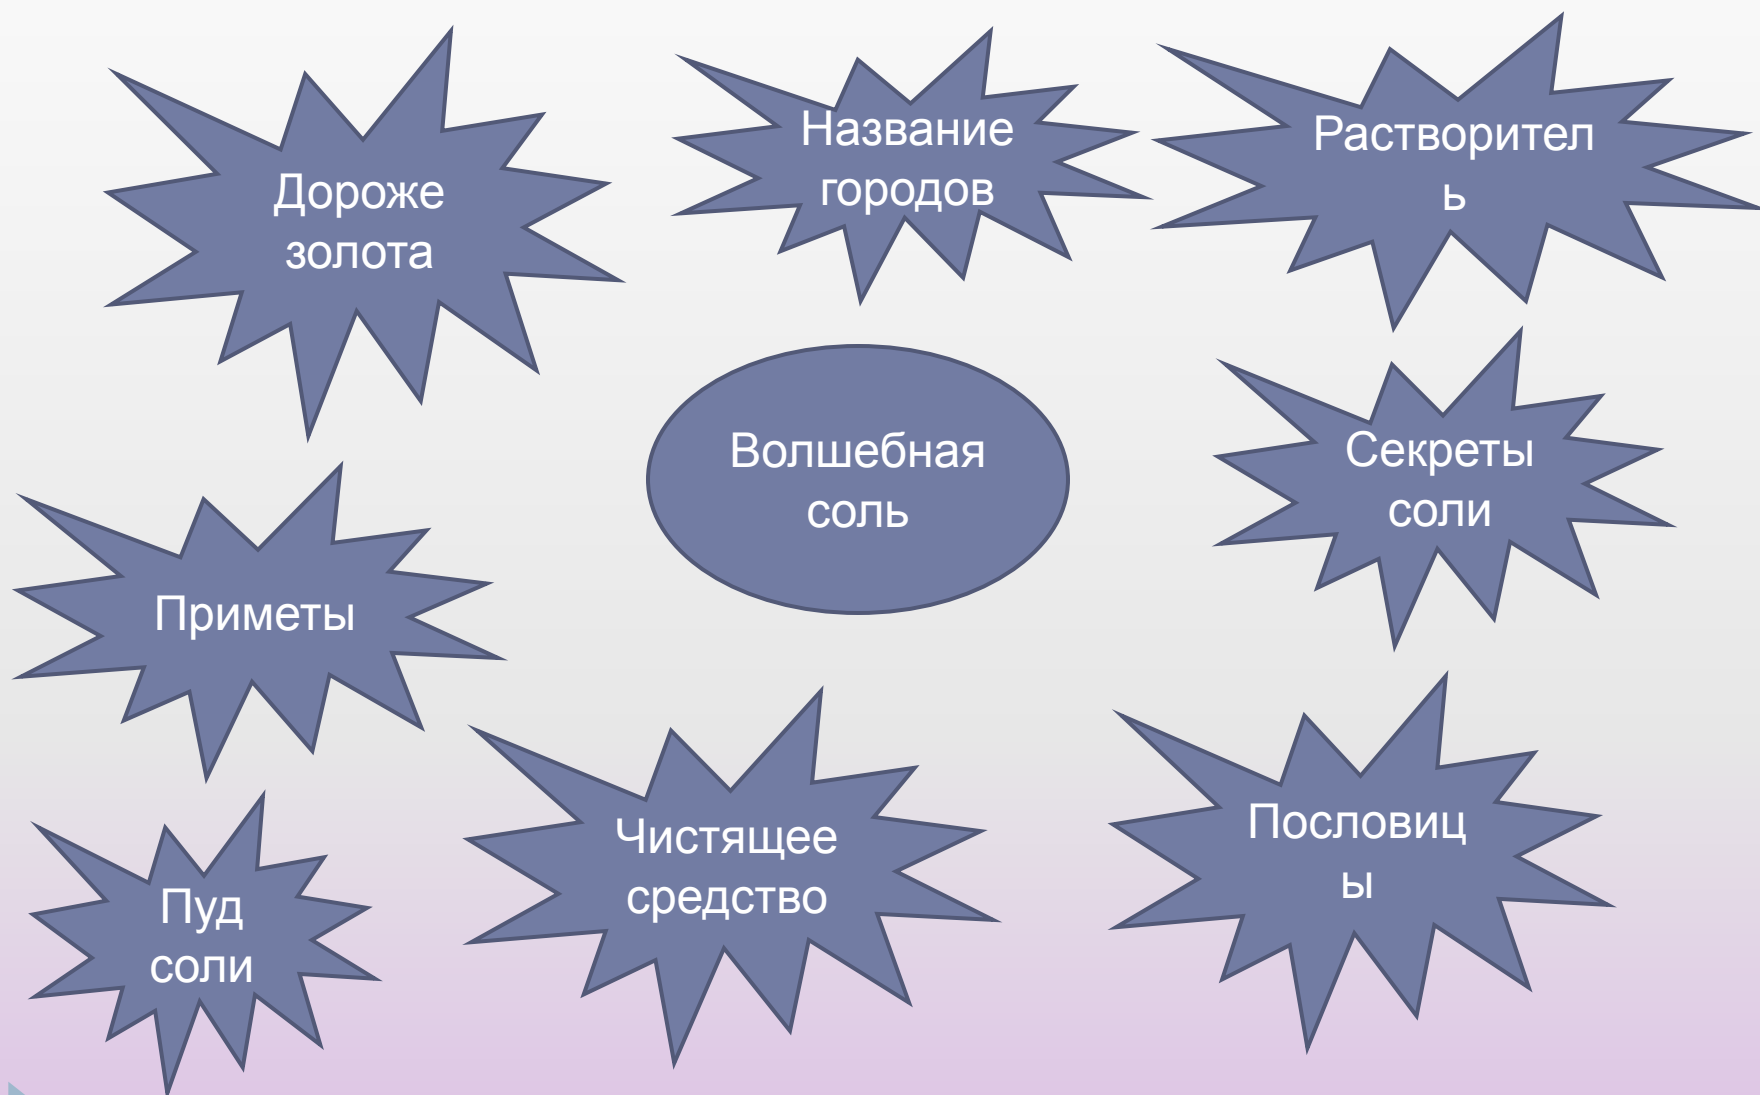 Дороже
золота
Название
городов
Растворител
ь
Волшебная
соль
Секреты
соли
Приметы
Чистящее
средство
Пословиц
ы
Пуд
соли